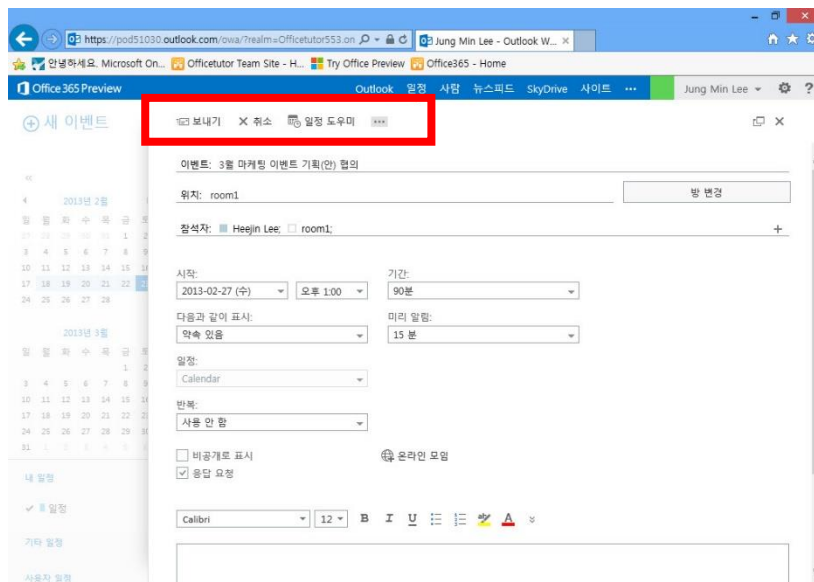 https://pod51030.outlook.com/owa/?realm=Officetutor553.on
Jung Min Lee - Outlook W...
안녕하세요. Microsoft On... Officetutor Team Site - H... Try Office Preview Office365 - Home
Office 365 Preview Outlook 일정 사람 뉴스피드 SkyDrive 사이트 ••• Jung Min Lee ?
새 이벤트 보내기 취소 일정 도우미 •••
이벤트: 3월 마케팅 이벤트 기획(안) 협의
위치: room1 방 변경
참석자: Heejin Lee; room1;
2013년 2월
일 월 화 수 목 금 토
1 2
3 4 5 6 7 8 9
10 11 12 13 14 15 16
17 18 19 20 21 22
24 25 26 27 28
시작: 기간:
2013-02-27 (수) 오후 1:00 90분
다음과 같이 표시: 미리 알림:
약속 있음 15 분
2013년 3월
일 월 화 수 목 금 토
1 2
3 4 5 6 7 8 9
10 11 12 13 14 15 16
17 18 19 20 21 22 23
24 25 26 27 28 29 30
31
일정:
Calendar
반복:
사용 안 함
비공개로 표시 온라인 모임
응답 요청
내 일정
일정
기타 일정
사용자 일정
Calibri 12 B I U aby A